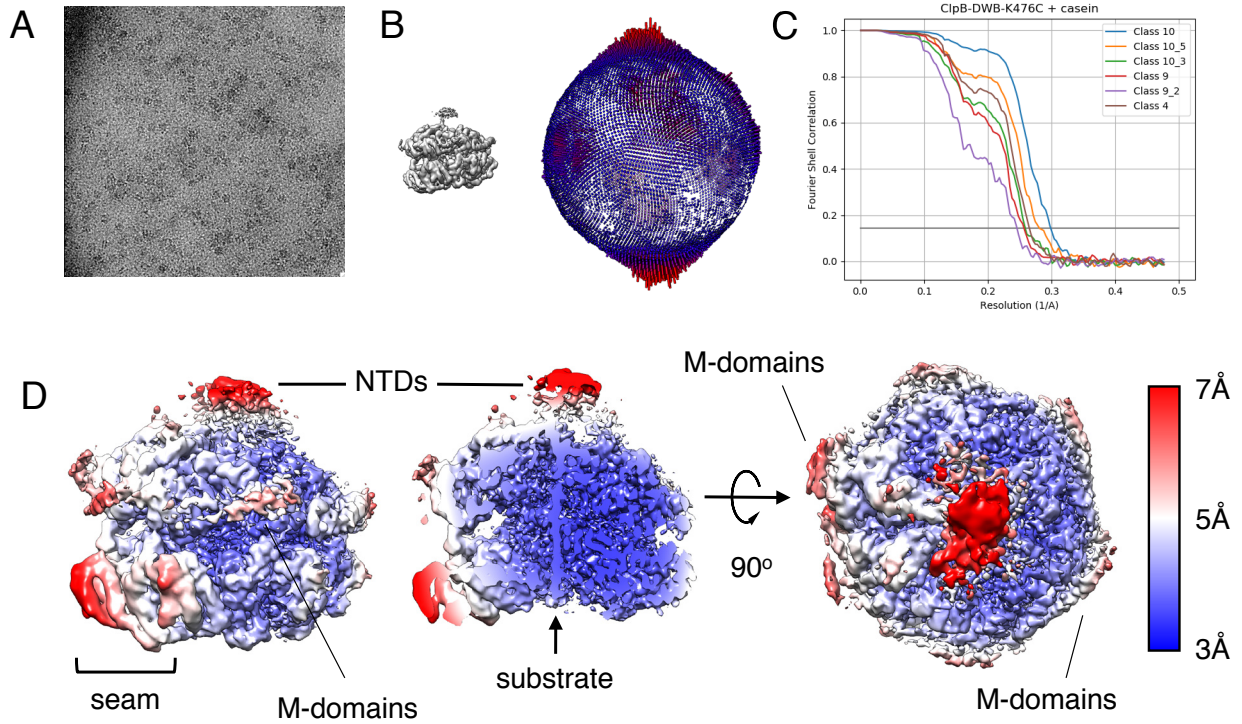 A
B
C
ClpB-DWB-K476C + casein
Class 10
Class 10_5
Class 10_3
Class 9
Class 9_2
Class 4
1.0
0.8
0.6
0.4
0.2
0.0
Fourier Shell Correlation
0.0 0.1 0.2 0.3 0.4 0.5
Resolution (1/A)
D
NTDs
M-domains
7Å
5Å
3Å
90º
seam
M-domains
substrate
M-domains